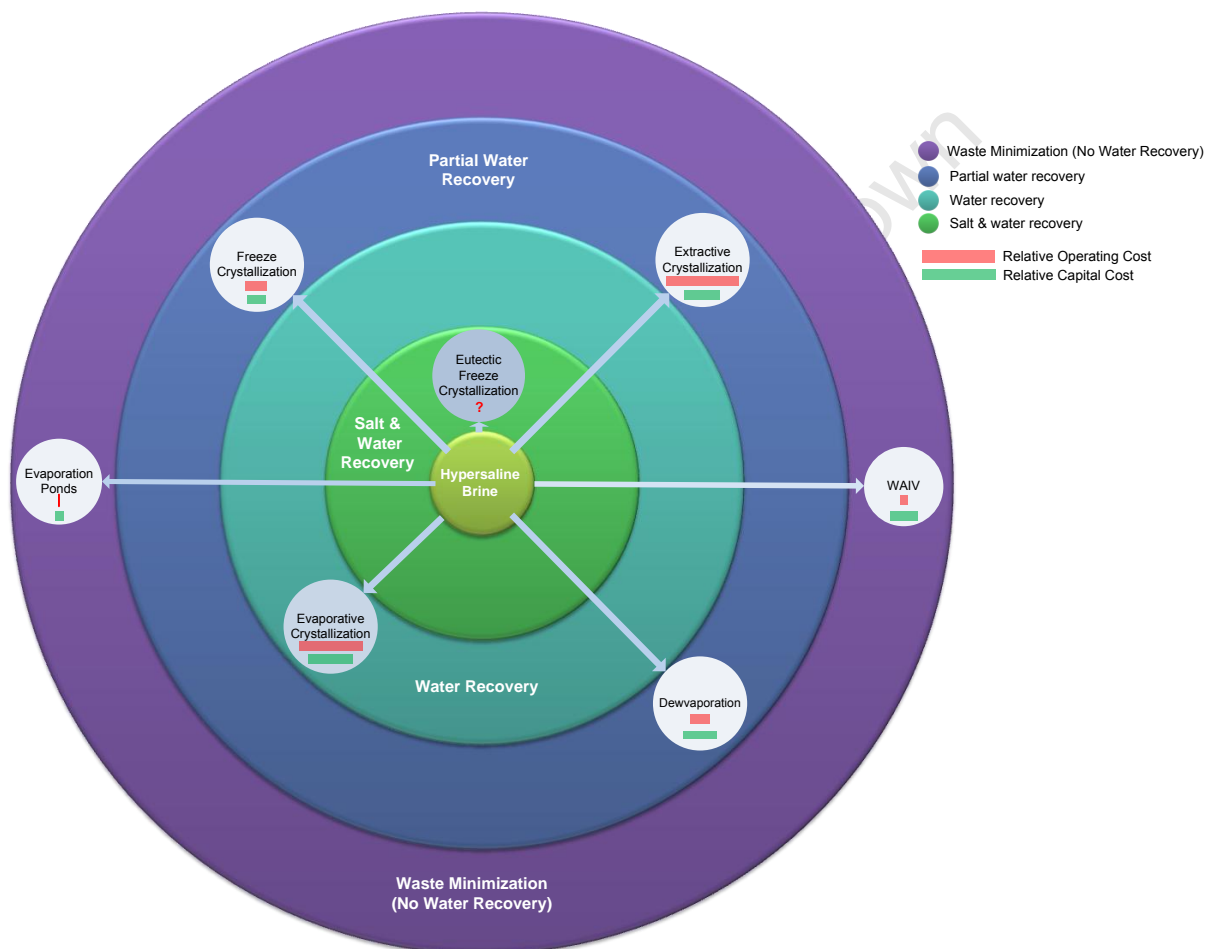 Partial Water
Recovery
Freeze
Crystallization
Extractive
Crystallization
Eutectic
Freeze
Crystallization
?
Salt &
Water
Recovery
Hypersaline
Brine
Evaporation
Ponds
WAIV
Evaporative
Crystallization
Water Recovery
Dewvaporation
Waste Minimization
(No Water Recovery)
Waste Minimization (No Water Recovery)
Partial water recovery
Water recovery
Salt & water recovery
Relative Operating Cost
Relative Capital Cost